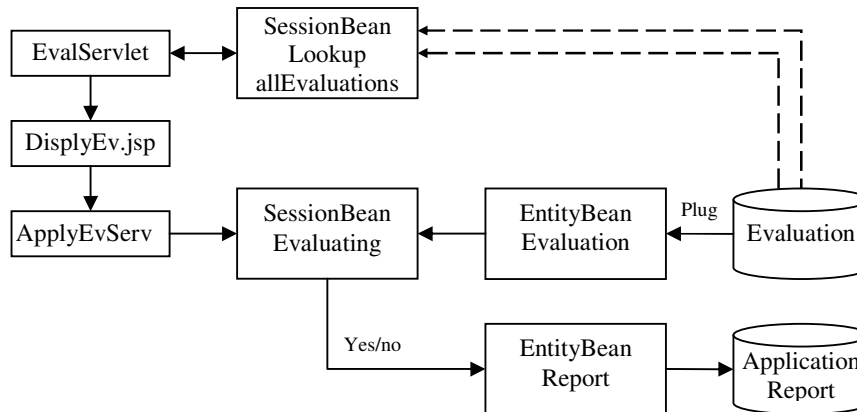 EvalServlet
SessionBean
Lookup
allEvaluations
DisplyEv.jsp
ApplyEvServ
SessionBean
Evaluating
EntityBean
Evaluation
Plug
Evaluation
Yes/no
EntityBean
Report
Application
Report